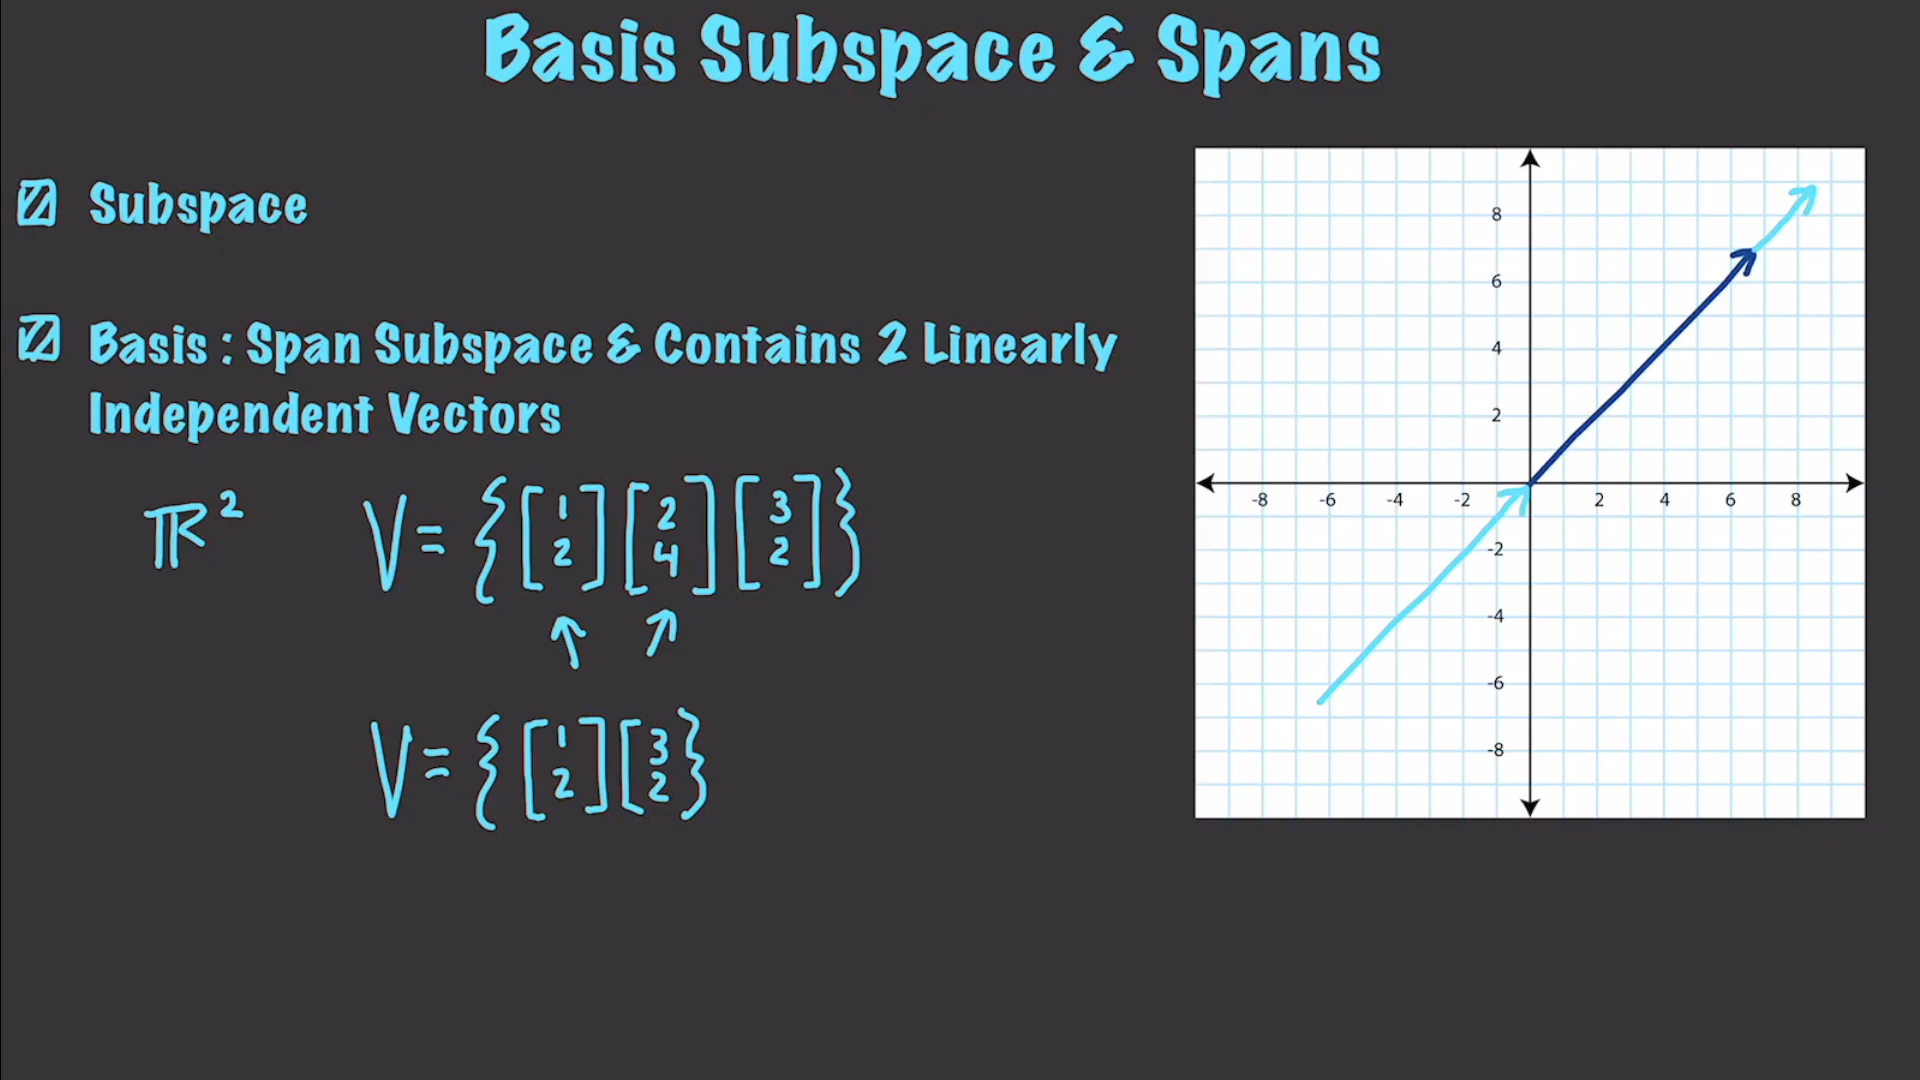 Basis Subspace & Spans
Subspace
Basis : Span Subspace & Contains 2 Linearly
Independent Vectors
ℝ² V = {[1 2] [2 4] [3 2]}
V = {[1 2] [3 2}
8
6
4
2
-8 -6 -4 -2 2 4 6 8
-2
-4
-6
-8